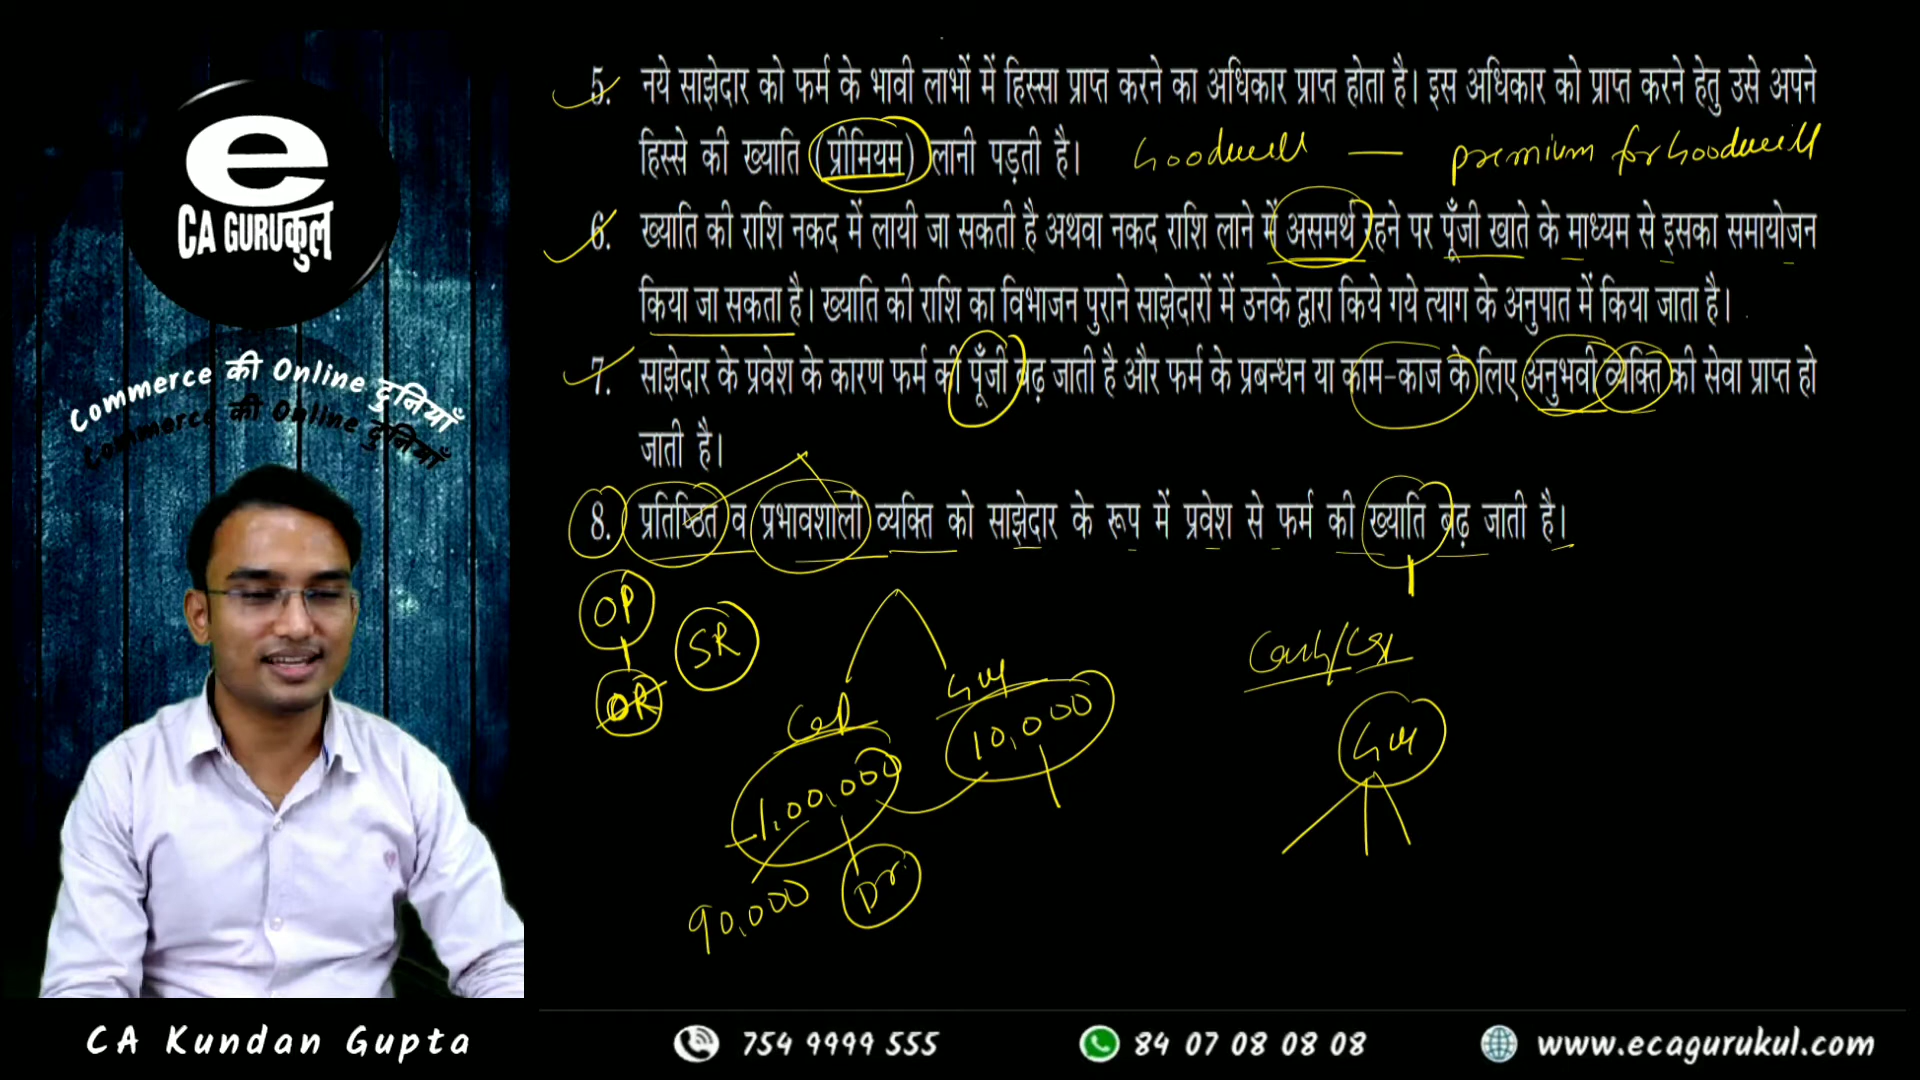 e
CA GURUकुल
Commerce की Online दुनियाँ
5. नये साझेदार को फर्म के भावी लाभों में हिस्सा प्राप्त करने का अधिकार प्राप्त होता है। इस अधिकार को प्राप्त करने हेतु उसे अपने
हिस्से की ख्याति (प्रीमियम) लानी पड़ती है। Goodwill — premium for Goodwill
6. ख्याति की राशि नकद में लायी जा सकती है अथवा नकद राशि लाने में असमर्थ रहने पर पूँजी खाते के माध्यम से इसका समायोजन
किया जा सकता है। ख्याति की राशि का विभाजन पुराने साझेदारों में उनके द्वारा किये गये त्याग के अनुपात में किया जाता है।
7. साझेदार के प्रवेश के कारण फर्म की पूँजी बढ़ जाती है और फर्म के प्रबन्धन या काम-काज के लिए अनुभवी व्यक्ति की सेवा प्राप्त हो
जाती है।
8. प्रतिष्ठित व प्रभावशाली व्यक्ति को साझेदार के रूप में प्रवेश से फर्म की ख्याति बढ़ जाती है।
OP
SR
OR
Cap
1,00,000
10,000
90,000
Dr.
CA Kundan Gupta
754 9999 555
84 07 08 08 08
www.ecagurukul.com